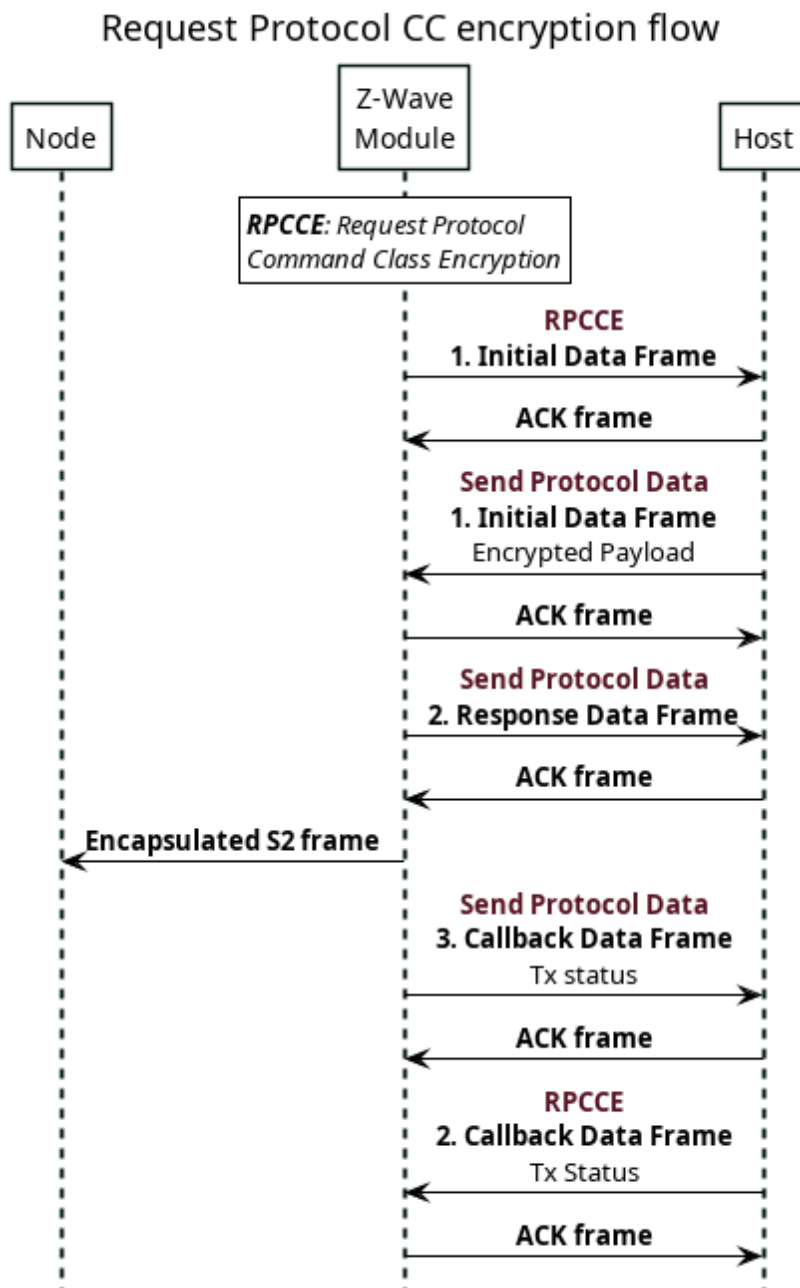 Request Protocol CC encryption flow
Node
Z-Wave
Module
Host
RPCCE: Request Protocol
Command Class Encryption
RPCCE
1. Initial Data Frame
ACK frame
Send Protocol Data
1. Initial Data Frame
Encrypted Payload
ACK frame
Send Protocol Data
2. Response Data Frame
ACK frame
Encapsulated S2 frame
Send Protocol Data
3. Callback Data Frame
Tx status
ACK frame
RPCCE
2. Callback Data Frame
Tx Status
ACK frame